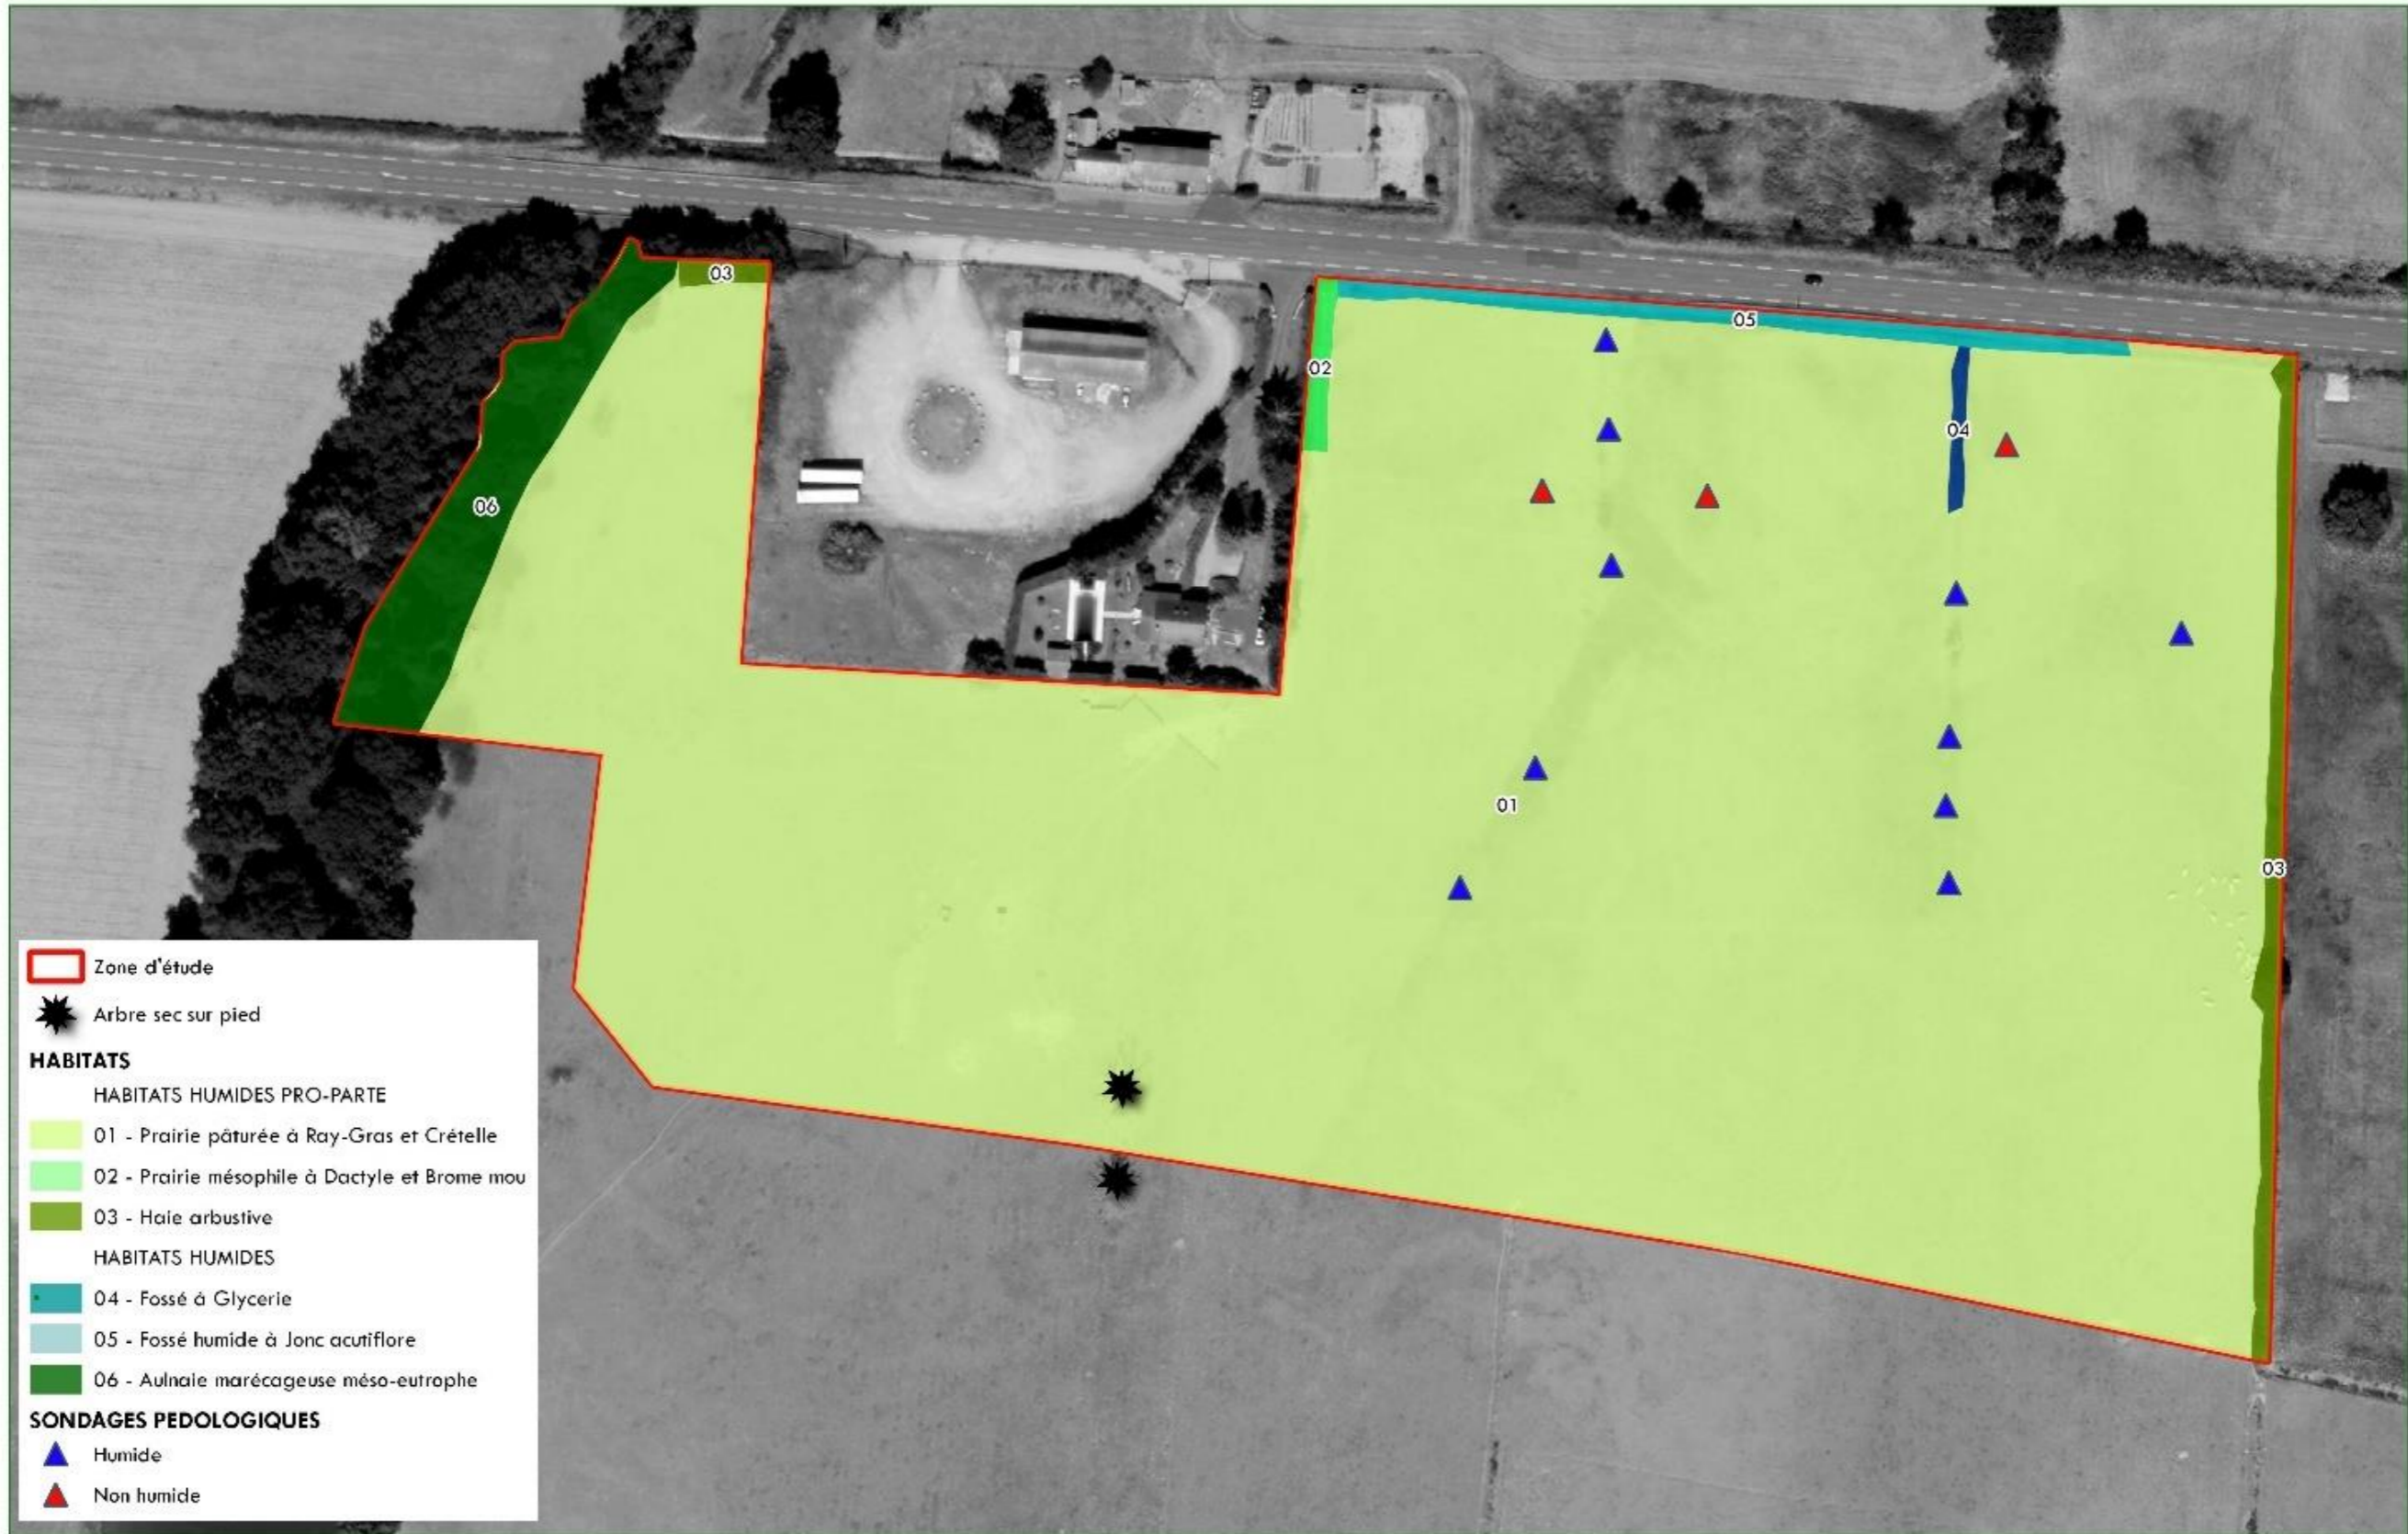 03
05
02
04
06
01
03
Zone d'étude
Arbre sec sur pied
HABITATS
HABITATS HUMIDES PRO-PARTE
01 - Prairie pâturée à Ray-Gras et Crételle
02 - Prairie mésophile à Dactyle et Brome mou
03 - Haie arbustive
HABITATS HUMIDES
04 - Fossé à Glycerie
05 - Fossé humide à Jonc acutiflore
06 - Aulnaie marécageuse méso-eutrophe
SONDAGES PEDOLOGIQUES
Humide
Non humide